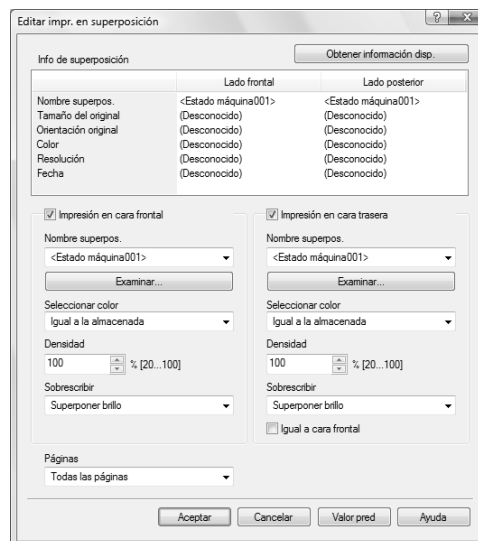 Editar impr. en superposición
Info de superposición
Obtener información disp.
Lado frontal Lado posterior
Nombre superpos. <Estado máquina001> <Estado máquina001>
Tamaño del original (Desconocido) (Desconocido)
Orientación original (Desconocido) (Desconocido)
Color (Desconocido) (Desconocido)
Resolución (Desconocido) (Desconocido)
Fecha (Desconocido) (Desconocido)
Impresión en cara frontal
Nombre superpos.
<Estado máquina001>
Examinar...
Seleccionar color
Igual a la almacenada
Densidad
100 % [20...100]
Sobrescribir
Superponer brillo
Impresión en cara trasera
Nombre superpos.
<Estado máquina001>
Examinar...
Seleccionar color
Igual a la almacenada
Densidad
100 % [20...100]
Sobrescribir
Superponer brillo
Igual a cara frontal
Páginas
Todas las páginas
Aceptar Cancelar Valor pred Ayuda